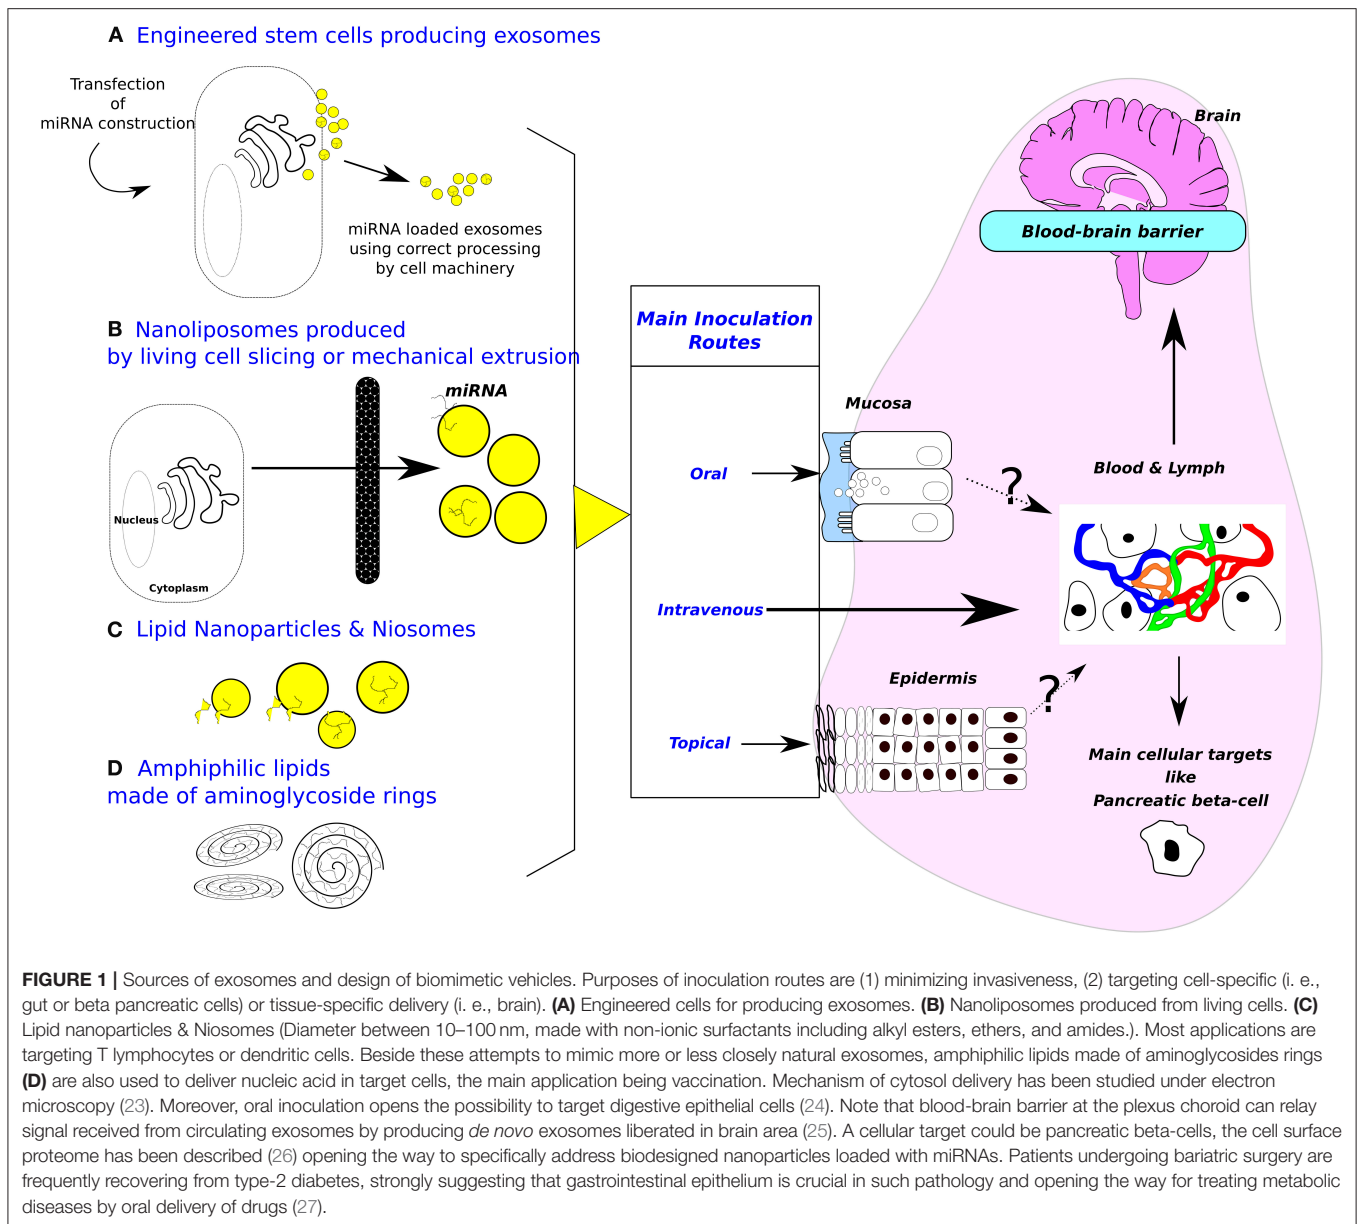 A Engineered stem cells producing exosomes
Transfection
of
miRNA construction
miRNA loaded exosomes
using correct processing
by cell machinery
B Nanoliposomes produced
by living cell slicing or mechanical extrusion
miRNA
Nucleus
Cytoplasm
C Lipid Nanoparticles & Niosomes
D Amphiphilic lipids
made of aminoglycoside rings
Main Inoculation
Routes
Oral
Intravenous
Topical
Mucosa
?
Epidermis
?
Brain
Blood-brain barrier
Blood & Lymph
Main cellular targets
like
Pancreatic beta-cell
FIGURE 1 | Sources of exosomes and design of biomimetic vehicles. Purposes of inoculation routes are (1) minimizing invasiveness, (2) targeting cell-specific (i. e.,
gut or beta pancreatic cells) or tissue-specific delivery (i. e., brain). (A) Engineered cells for producing exosomes. (B) Nanoliposomes produced from living cells. (C)
Lipid nanoparticles & Niosomes (Diameter between 10–100 nm, made with non-ionic surfactants including alkyl esters, ethers, and amides.). Most applications are
targeting T lymphocytes or dendritic cells. Beside these attempts to mimic more or less closely natural exosomes, amphiphilic lipids made of aminoglycosides rings
(D) are also used to deliver nucleic acid in target cells, the main application being vaccination. Mechanism of cytosol delivery has been studied under electron
microscopy (23). Moreover, oral inoculation opens the possibility to target digestive epithelial cells (24). Note that blood-brain barrier at the plexus choroid can relay
signal received from circulating exosomes by producing de novo exosomes liberated in brain area (25). A cellular target could be pancreatic beta-cells, the cell surface
proteome has been described (26) opening the way to specifically address biodesigned nanoparticles loaded with miRNAs. Patients undergoing bariatric surgery are
frequently recovering from type-2 diabetes, strongly suggesting that gastrointestinal epithelium is crucial in such pathology and opening the way for treating metabolic
diseases by oral delivery of drugs (27).